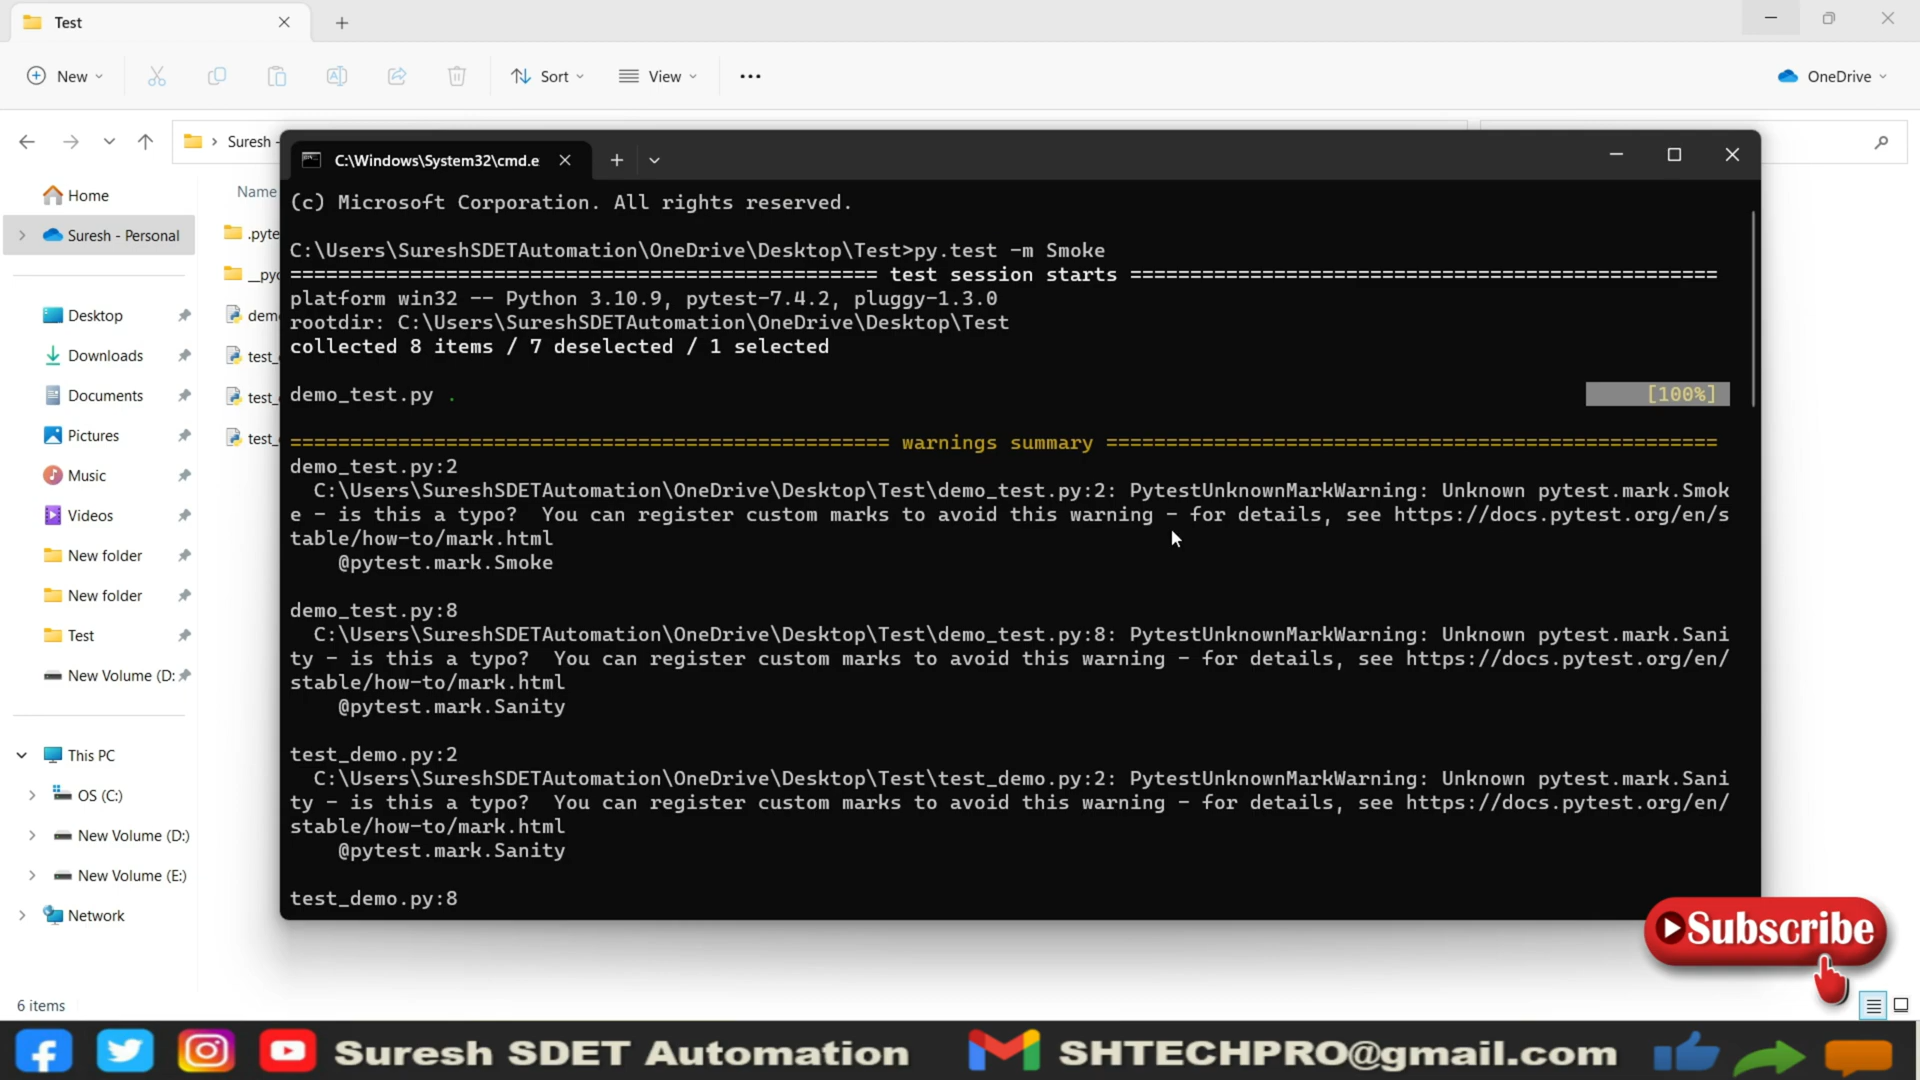 Test
New
Sort
View
OneDrive
Suresh -
C:\Windows\System32\cmd.e
Home
Name
Suresh - Personal
.pyte
__pyc
Desktop
dem
Downloads
test_
Documents
test_
Pictures
test_
Music
Videos
New folder
New folder
Test
New Volume (D:
This PC
OS (C:)
New Volume (D:)
New Volume (E:)
Network
(c) Microsoft Corporation. All rights reserved.
C:\Users\SureshSDETAutomation\OneDrive\Desktop\Test>py.test -m Smoke
================================================= test session starts =================================================
platform win32 -- Python 3.10.9, pytest-7.4.2, pluggy-1.3.0
rootdir: C:\Users\SureshSDETAutomation\OneDrive\Desktop\Test
collected 8 items / 7 deselected / 1 selected
demo_test.py . [100%]
================================================== warnings summary ===================================================
demo_test.py:2
C:\Users\SureshSDETAutomation\OneDrive\Desktop\Test\demo_test.py:2: PytestUnknownMarkWarning: Unknown pytest.mark.Smok
e - is this a typo?  You can register custom marks to avoid this warning - for details, see https://docs.pytest.org/en/s
table/how-to/mark.html
@pytest.mark.Smoke
demo_test.py:8
C:\Users\SureshSDETAutomation\OneDrive\Desktop\Test\demo_test.py:8: PytestUnknownMarkWarning: Unknown pytest.mark.Sani
ty - is this a typo?  You can register custom marks to avoid this warning - for details, see https://docs.pytest.org/en/
stable/how-to/mark.html
@pytest.mark.Sanity
test_demo.py:2
C:\Users\SureshSDETAutomation\OneDrive\Desktop\Test\test_demo.py:2: PytestUnknownMarkWarning: Unknown pytest.mark.Sani
ty - is this a typo?  You can register custom marks to avoid this warning - for details, see https://docs.pytest.org/en/
stable/how-to/mark.html
@pytest.mark.Sanity
test_demo.py:8
Subscribe
6 items
Suresh SDET Automation
SHTECHPRO@gmail.com